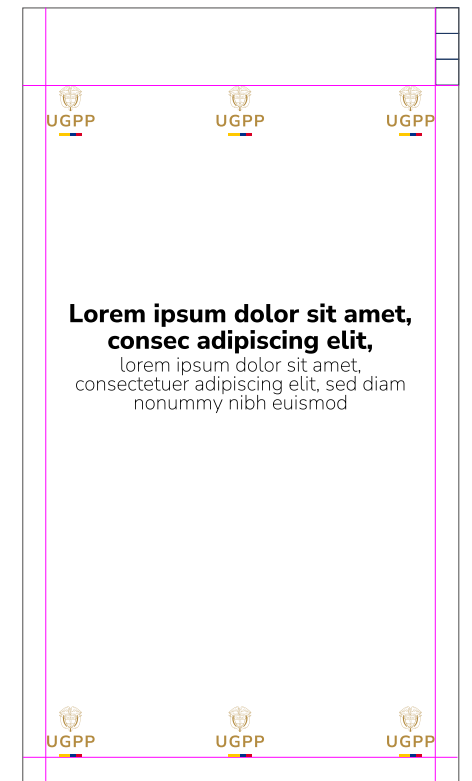 UGPP UGPP UGPP
Lorem ipsum dolor sit amet,
consec adipiscing elit,
lorem ipsum dolor sit amet,
consectetuer adipiscing elit, sed diam
nonummy nibh euismod
UGPP UGPP UGPP